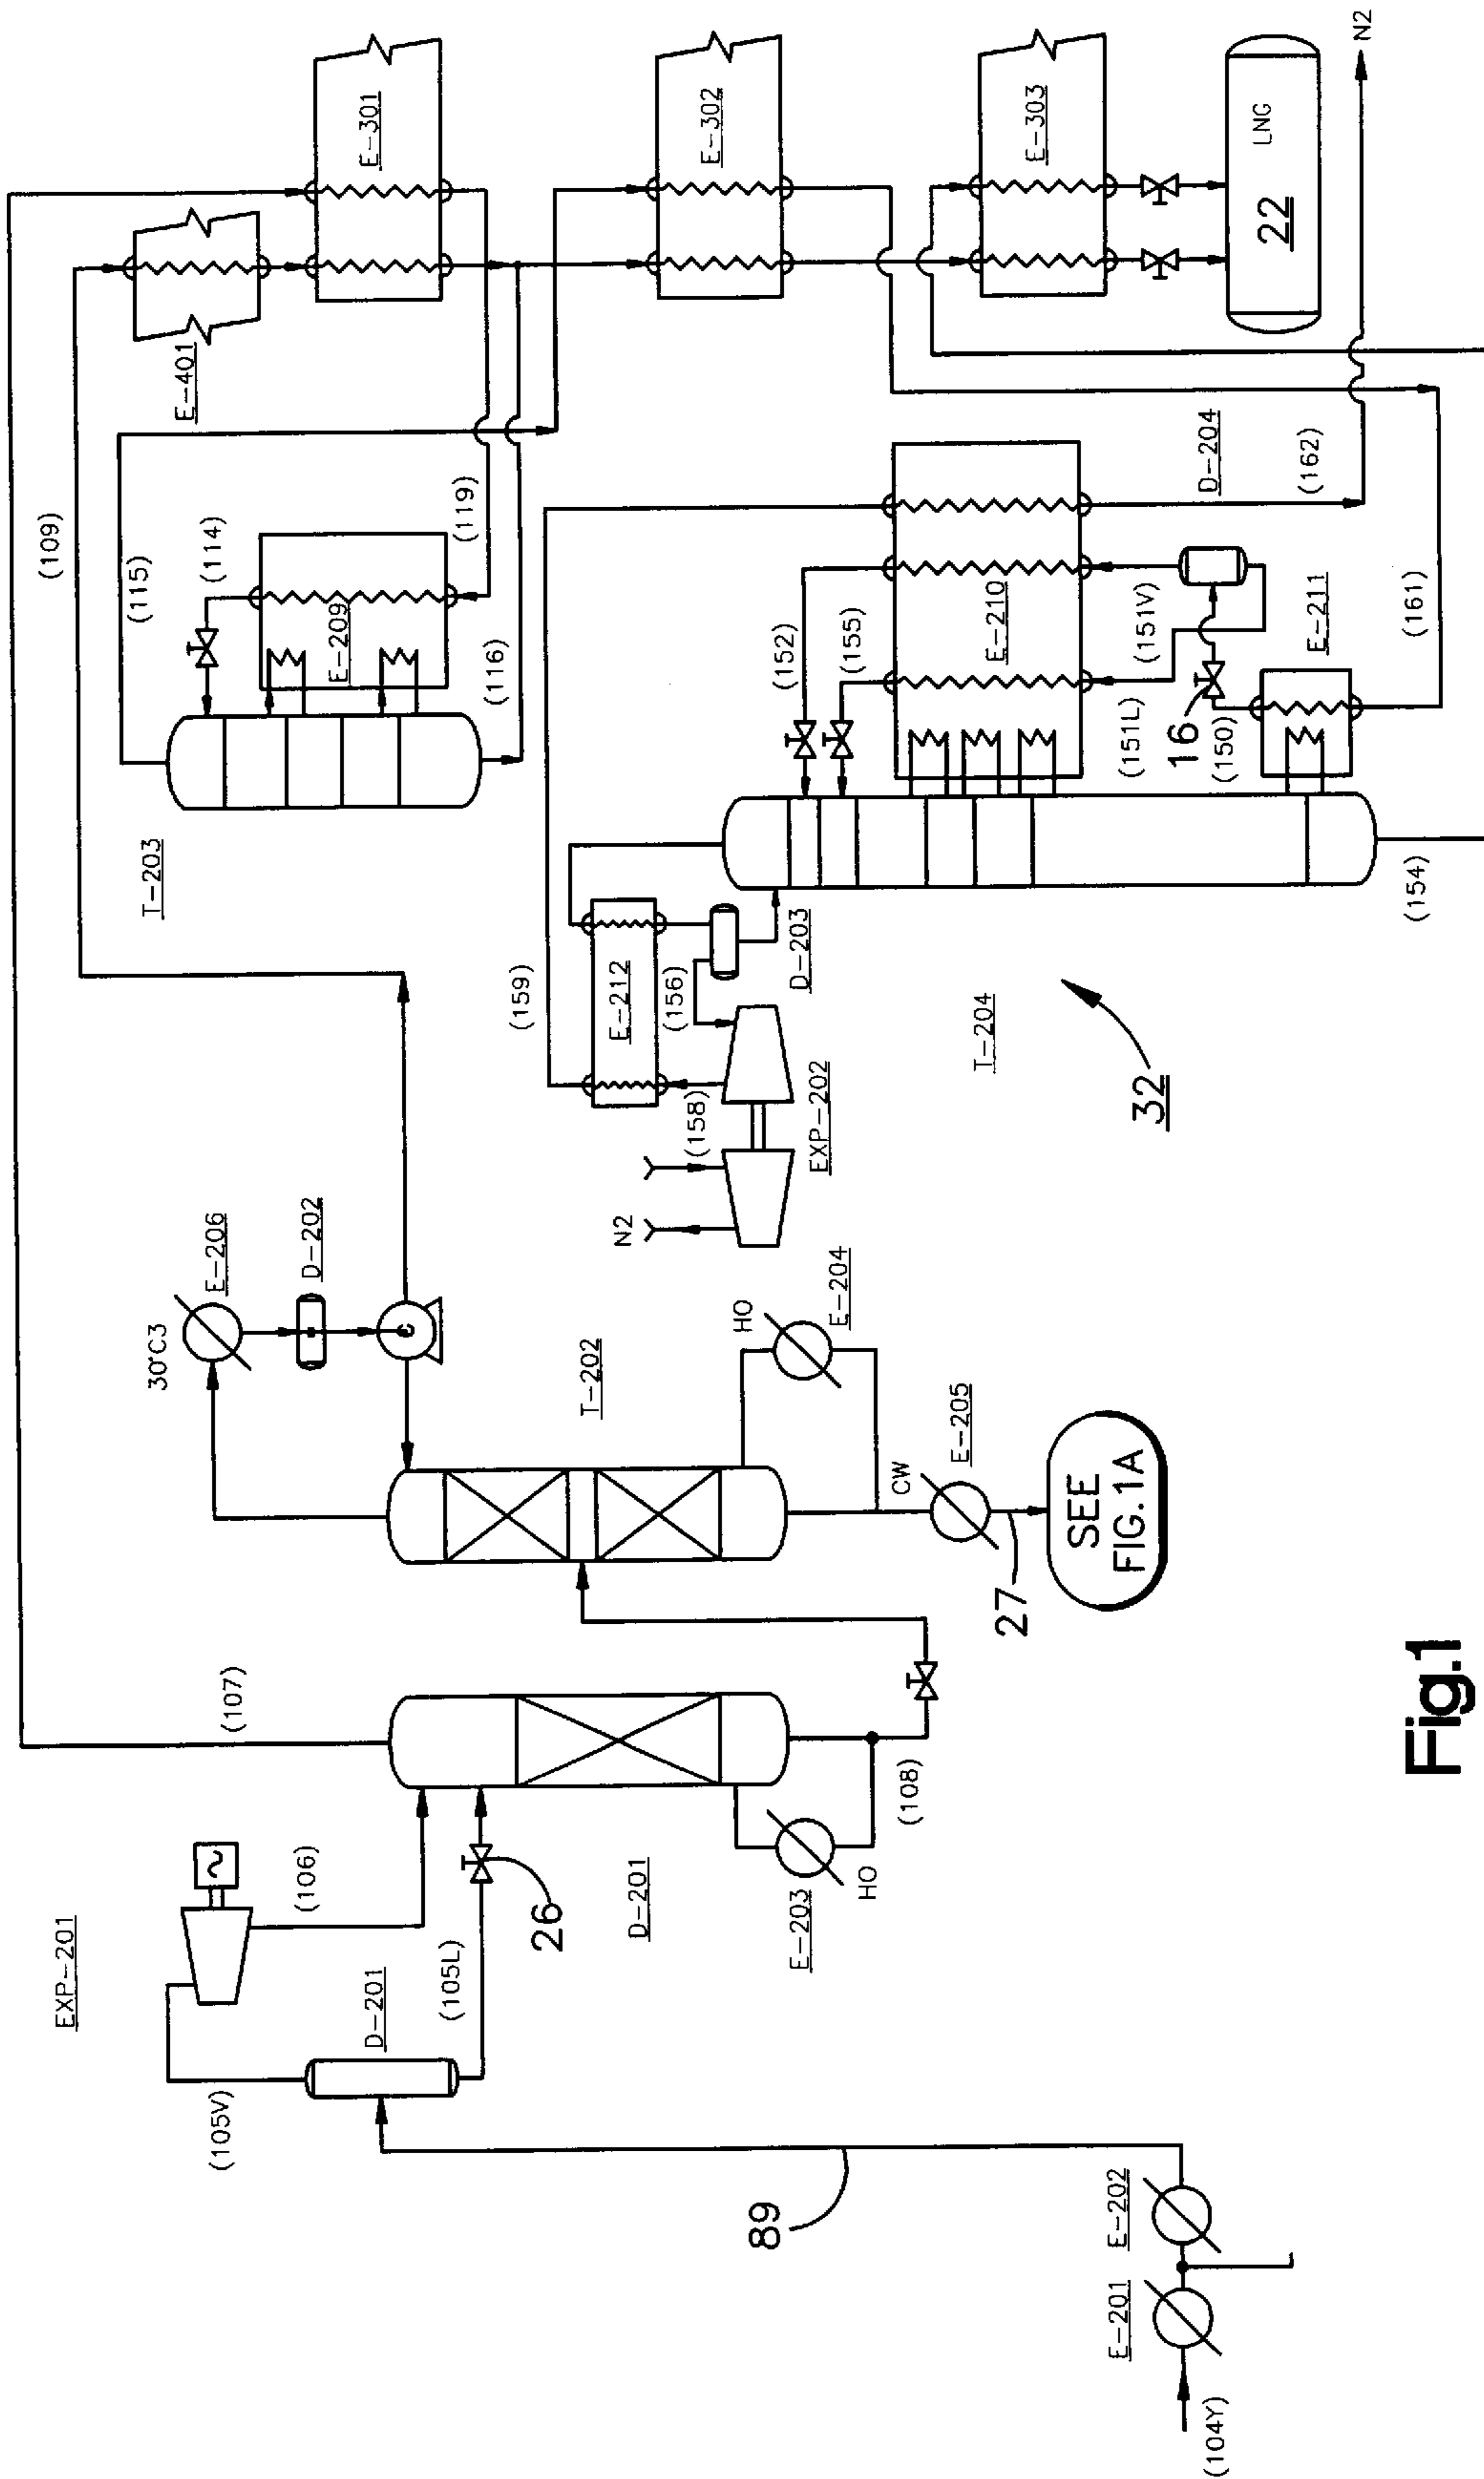 (104Y)
E-201
E-202
89
(105V)
D-201
(105L)
EXP-201
(106)
26
D-201
E-203
HO
(107)
(108)
T-202
30°C3
E-206
D-202
HO
E-204
CW
E-205
27
SEE
FIG.1A
(109)
T-203
(115)
(114)
E-209
(119)
(116)
E-401
E-301
E-302
E-303
LNG
22
N2
N2
(158)
EXP-202
E-212
(156)
D-203
(159)
T-204
32
(152)
(155)
E-210
(151V)
(151L)
16
(150)
D-204
(162)
E-211
(161)
(154)
Fig.1